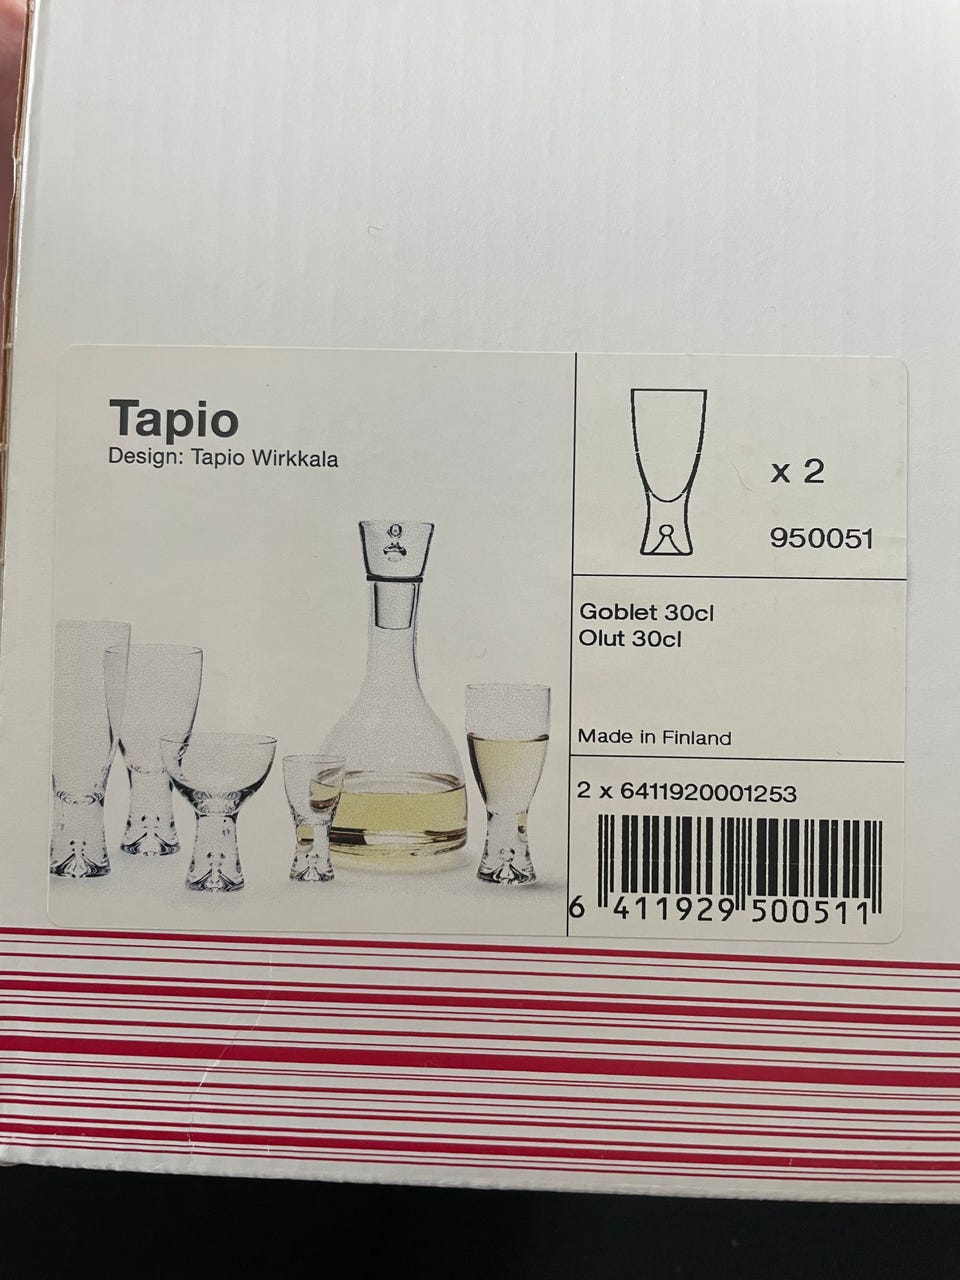 Tapio
Design: Tapio Wirkkala
x 2
950051
Goblet 30cl
Olut 30cl
Made in Finland
2 x 6411920001253
6 411929 500511